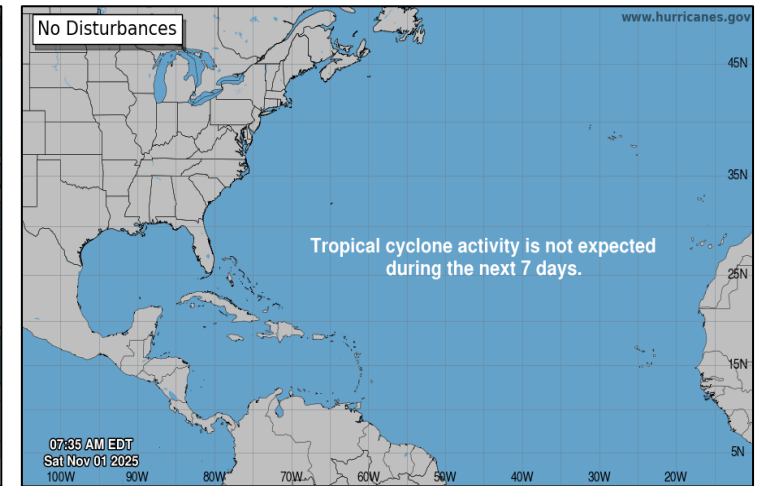 No Disturbances
www.hurricanes.gov
45N
35N
Tropical cyclone activity is not expected
during the next 7 days.
25N
15N
07:35 AM EDT
Sat Nov 01 2025
5N
100W 90W 80W 70W 60W 50W 40W 30W 20W